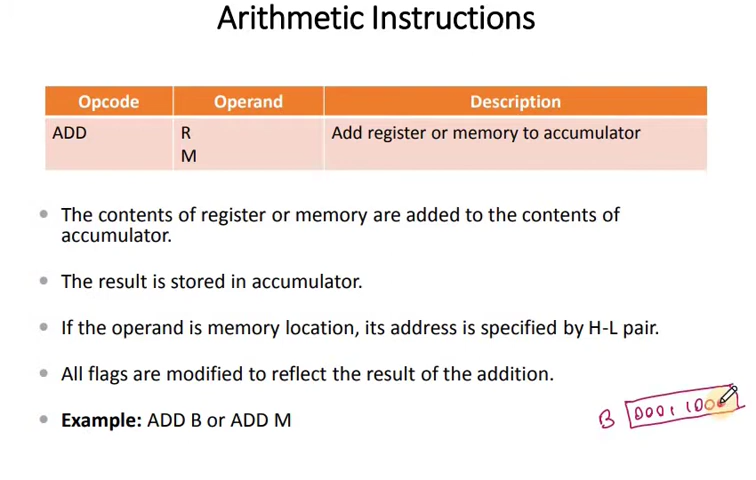 Arithmetic Instructions
Opcode Operand Description
ADD R Add register or memory to accumulator
M
The contents of register or memory are added to the contents of
accumulator.
The result is stored in accumulator.
If the operand is memory location, its address is specified by H-L pair.
All flags are modified to reflect the result of the addition.
Example: ADD B or ADD M
B 0001 100